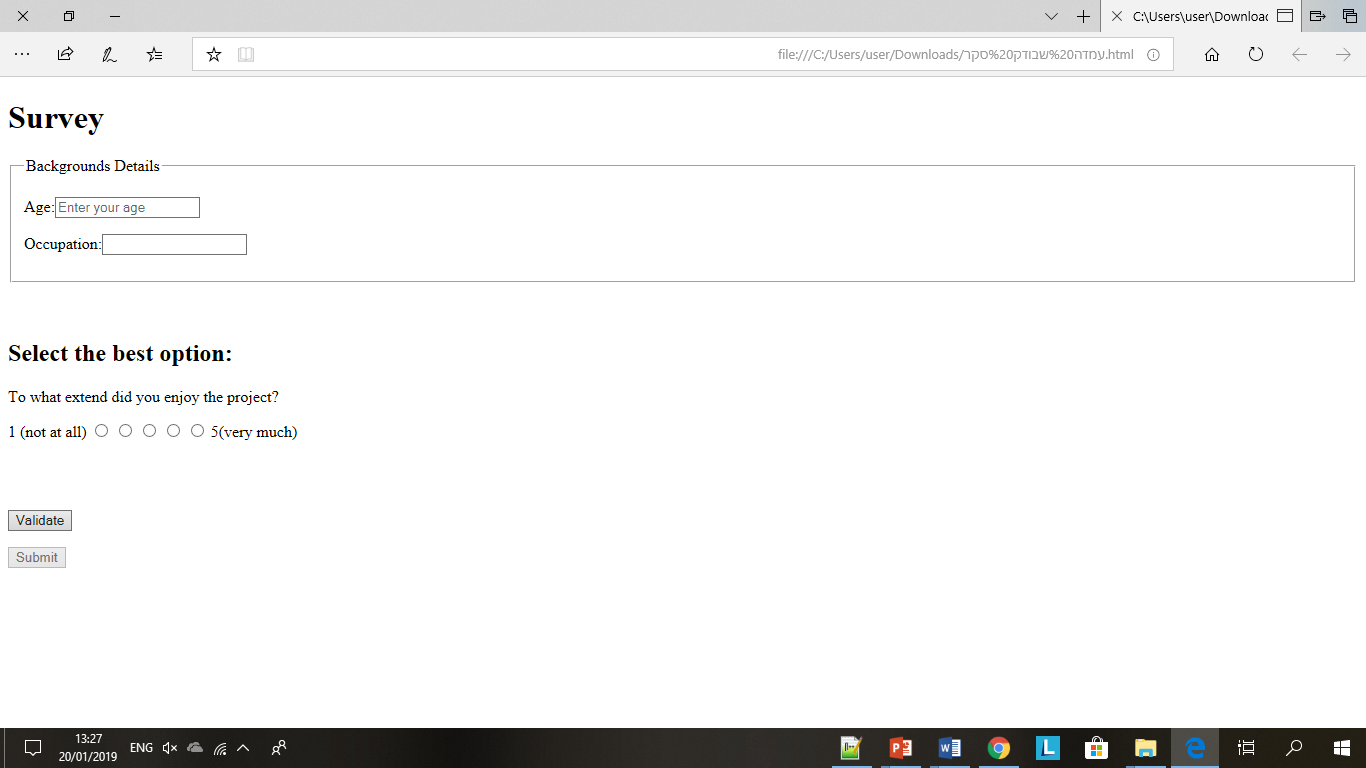 C:\Users\user\Downloac
file:///C:/Users/user/Downloads/סקר%20שבודק%20עמדה.html
Survey
Backgrounds Details
Age: Enter your age
Occupation:
Select the best option:
To what extend did you enjoy the project?
1 (not at all) 5(very much)
Validate
Submit
13:27
20/01/2019
ENG